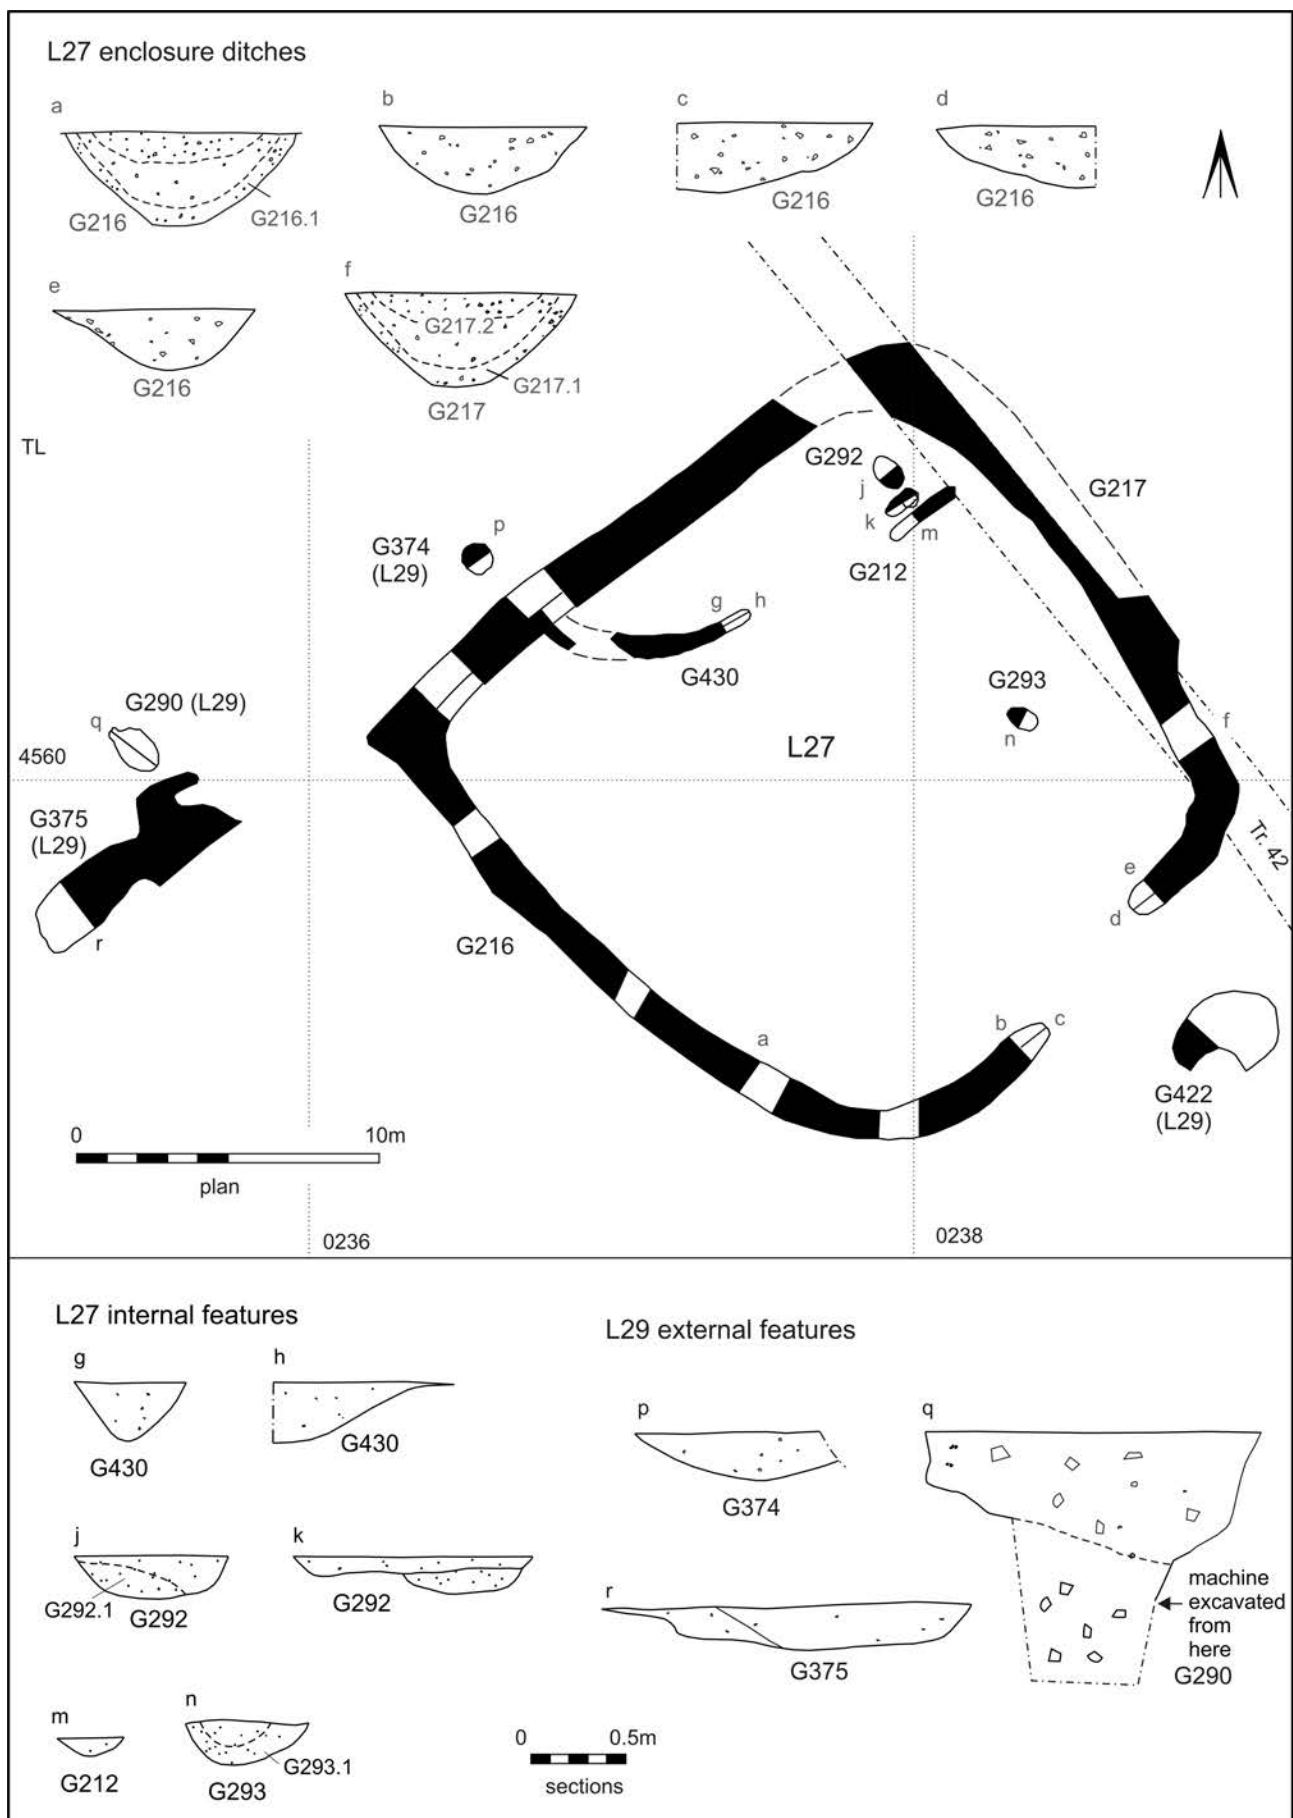 L27 enclosure ditches
a
b
c
d
G216
G216.1
G216
G216
G216
e
f
G217.2
G216
G217.1
G217
TL
G292
G217
j
k
m
p
G374
(L29)
G212
g
h
G430
G293
n
f
G290 (L29)
q
L27
4560
G375
(L29)
Tr. 42
e
d
r
G216
b
c
a
G422
(L29)
0
10m
plan
0236
0238
L27 internal features
L29 external features
g
h
G430
G430
p
q
G374
j
k
G292.1
G292
G292
r
G375
machine
excavated
from
here
G290
m
n
G212
G293.1
G293
0
0.5m
sections